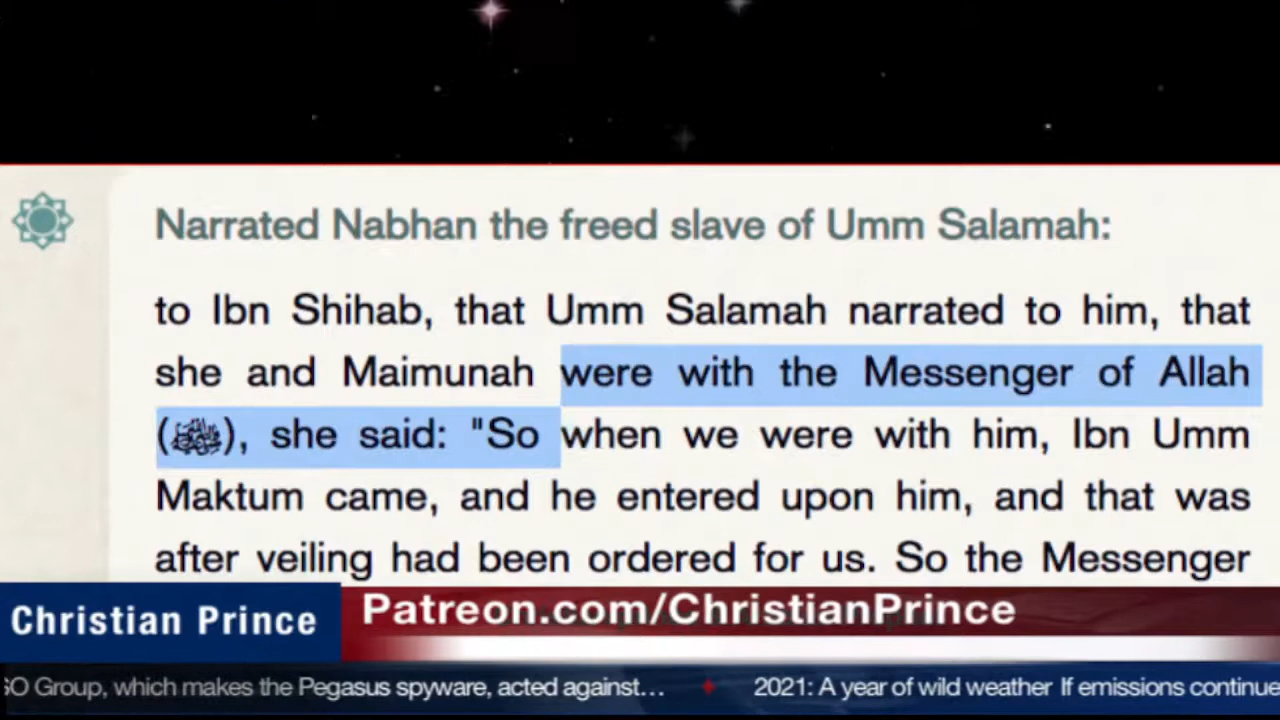 Narrated Nabhan the freed slave of Umm Salamah:
to Ibn Shihab, that Umm Salamah narrated to him, that
she and Maimunah were with the Messenger of Allah
(ﷺ), she said: "So when we were with him, Ibn Umm
Maktum came, and he entered upon him, and that was
after veiling had been ordered for us. So the Messenger
Christian Prince
Patreon.com/ChristianPrince
SO Group, which makes the Pegasus spyware, acted against... 2021: A year of wild weather If emissions continue